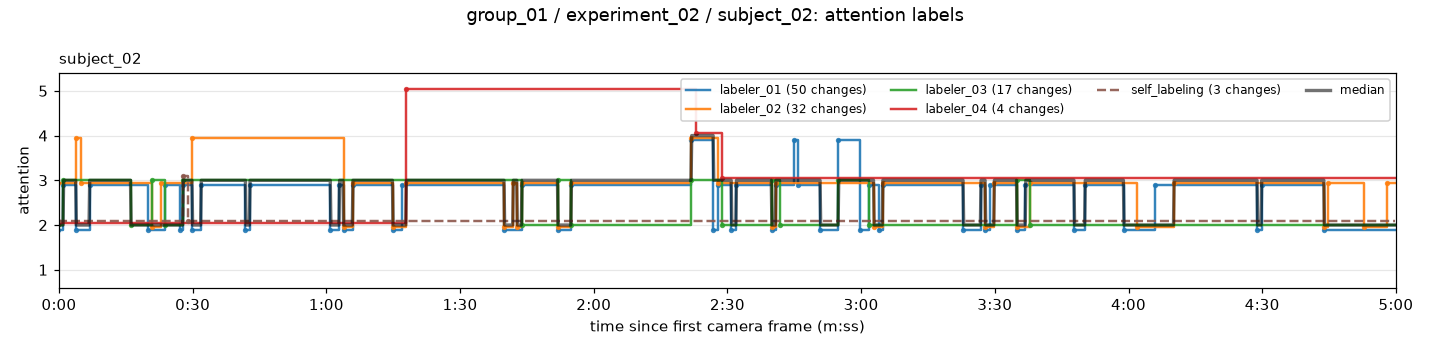 group_01 / experiment_02 / subject_02: attention labels
subject_02
labeler_01 (50 changes)
labeler_02 (32 changes)
labeler_03 (17 changes)
labeler_04 (4 changes)
self_labeling (3 changes)
median
attention
5
4
3
2
1
0:00 0:30 1:00 1:30 2:00 2:30 3:00 3:30 4:00 4:30 5:00
time since first camera frame (m:ss)